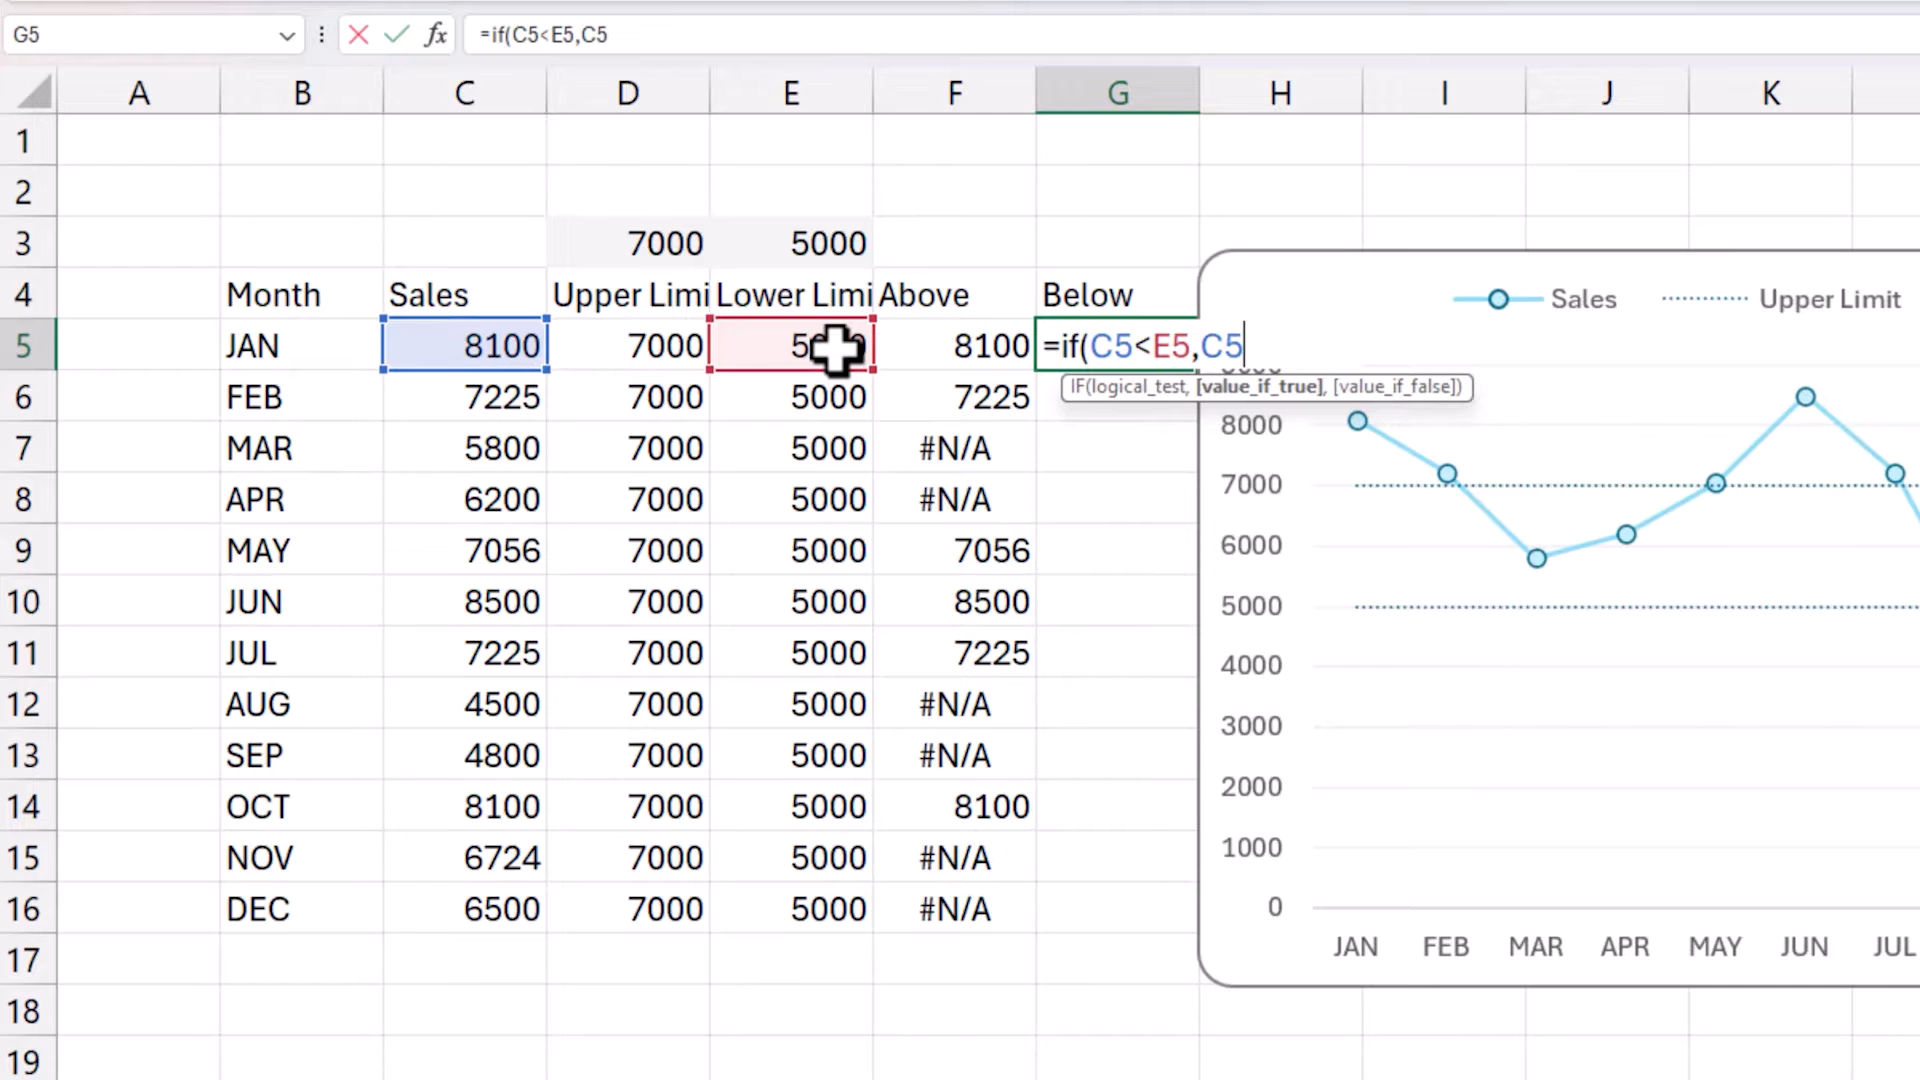 G5 =if(C5<E5,C5
A B C D E F G H I J K
1
2
3 7000 5000
4 Month Sales Upper Limi Lower Limi Above Below
5 JAN 8100 7000 8100 =if(C5<E5,C5
IF(logical_test, [value_if_true], [value_if_false])
6 FEB 7225 7000 5000 7225
7 MAR 5800 7000 5000 #N/A
8 APR 6200 7000 5000 #N/A
9 MAY 7056 7000 5000 7056
10 JUN 8500 7000 5000 8500
11 JUL 7225 7000 5000 7225
12 AUG 4500 7000 5000 #N/A
13 SEP 4800 7000 5000 #N/A
14 OCT 8100 7000 5000 8100
15 NOV 6724 7000 5000 #N/A
16 DEC 6500 7000 5000 #N/A
17
18
19
Sales Upper Limit
8000
7000
6000
5000
4000
3000
2000
1000
0
JAN FEB MAR APR MAY JUN JUL